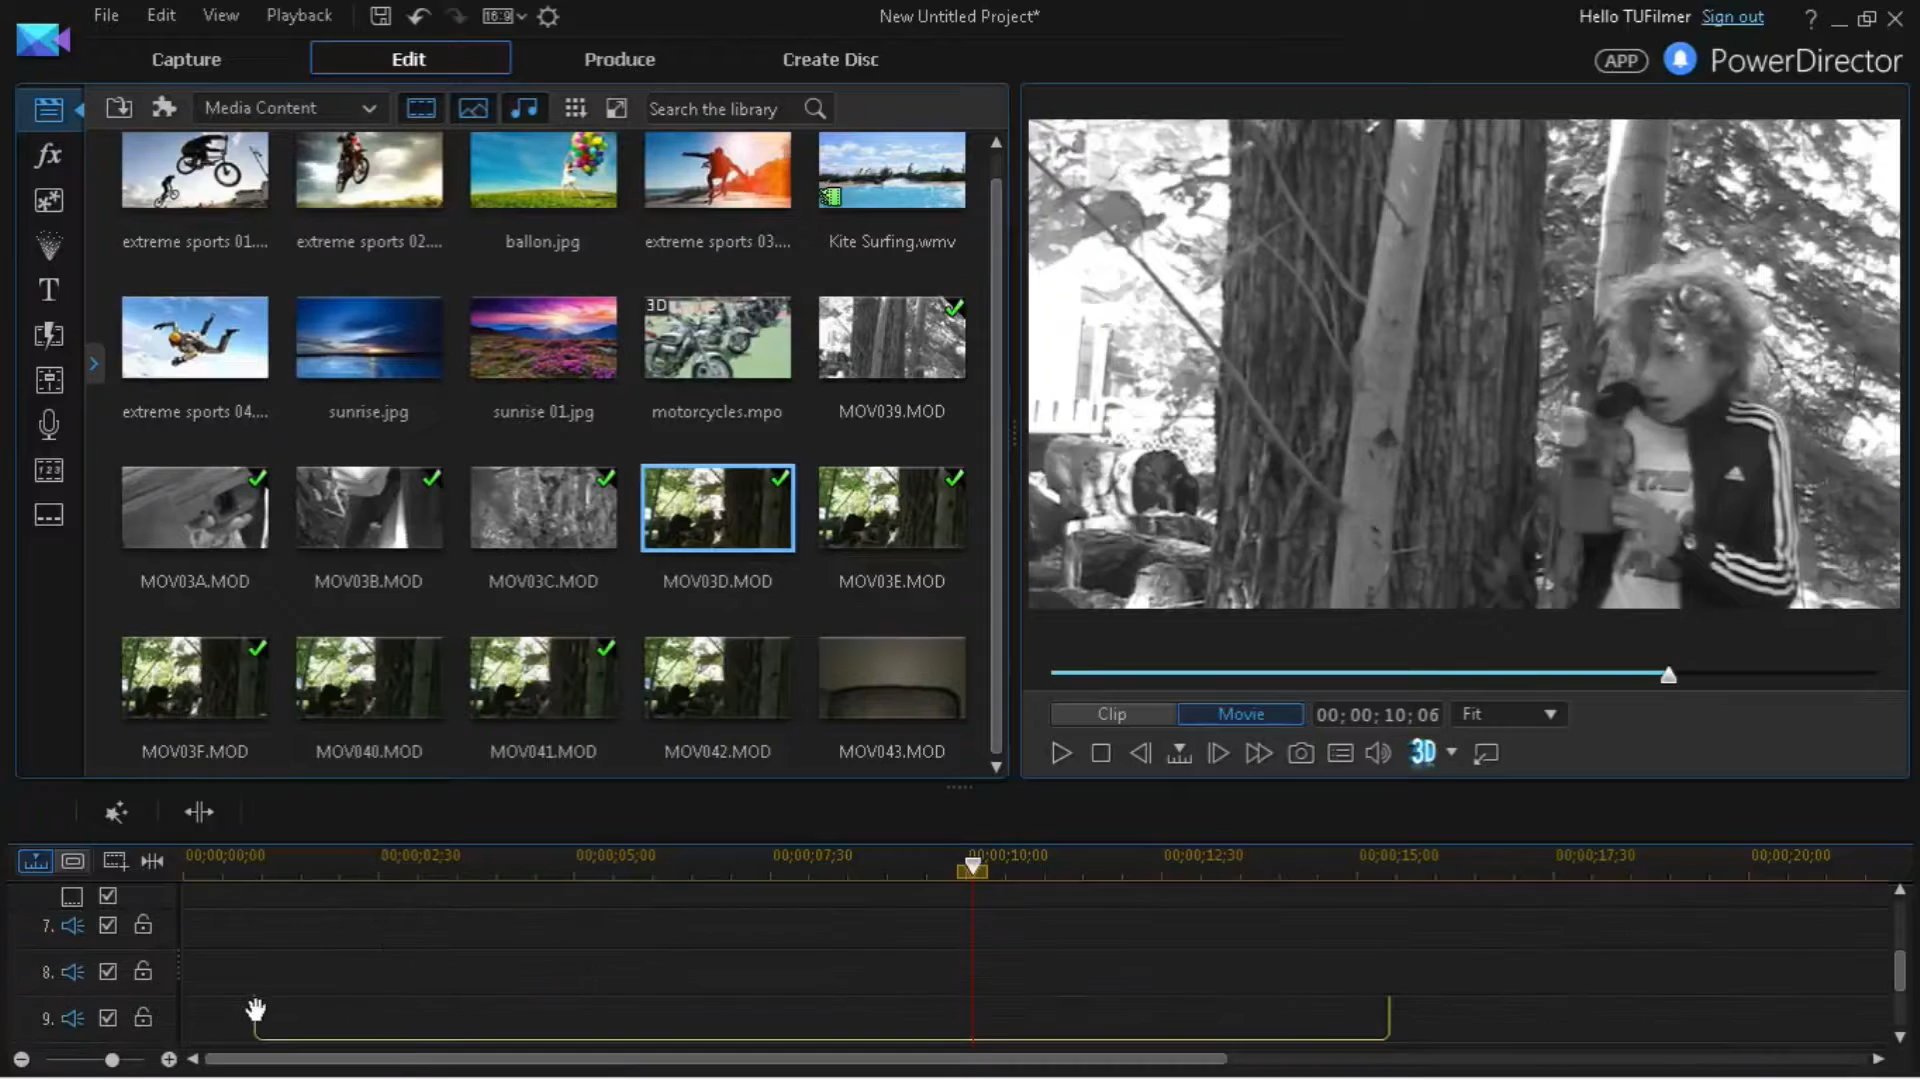 File Edit View Playback 16:9 New Untitled Project* Hello TUFilmer Sign out ?
Capture Edit Produce Create Disc APP PowerDirector
Media Content Search the library
fx
T
123
extreme sports 01.... extreme sports 02.... ballon.jpg extreme sports 03.... Kite Surfing.wmv
3D
extreme sports 04.... sunrise.jpg sunrise 01.jpg motorcycles.mpo MOV039.MOD
MOV03A.MOD MOV03B.MOD MOV03C.MOD MOV03D.MOD MOV03E.MOD
MOV03F.MOD MOV040.MOD MOV041.MOD MOV042.MOD MOV043.MOD
Clip Movie 00; 00; 10; 06 Fit
3D
00;00;00;00 00;00;02;30 00;00;05;00 00;00;07;30 00;00;10;00 00;00;12;30 00;00;15;00 00;00;17;30 00;00;20;00
7.
8.
9.